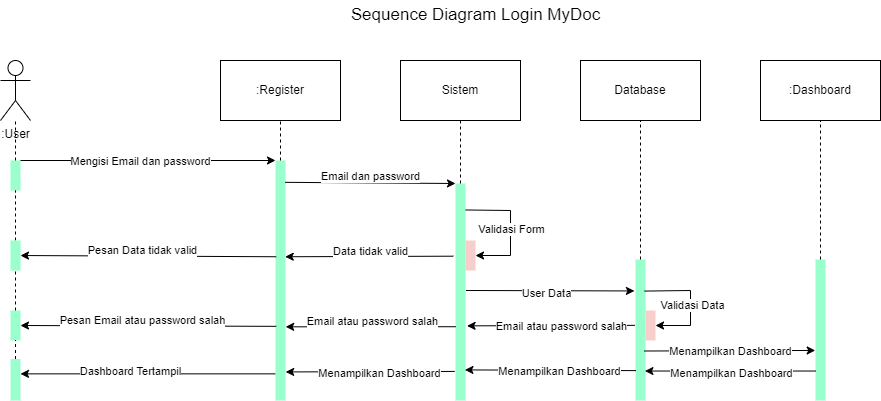 Sequence Diagram Login MyDoc
:Register
Sistem
Database
:Dashboard
:User
Mengisi Email dan password
Email dan password
Validasi Form
Pesan Data tidak valid
Data tidak valid
User Data
Validasi Data
Pesan Email atau password salah
Email atau password salah
Email atau password salah
Menampilkan Dashboard
Dashboard Tertampil
Menampilkan Dashboard
Menampilkan Dashboard
Menampilkan Dashboard